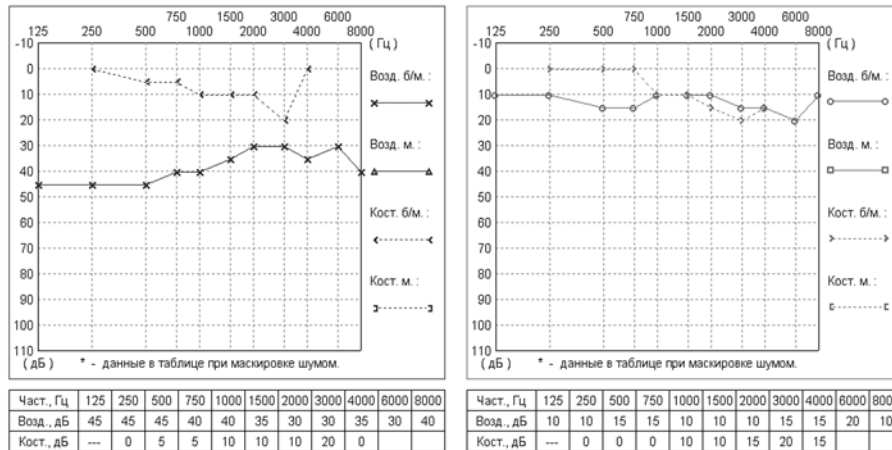 750 1500 3000 6000
125 250 500 1000 2000 4000 8000
-10 ( Гц )
0
10
20
30
40
50
60
70
80
90
100
110
( дБ ) * - данные в таблице при маскировке шумом.
Возд. б/м. :
Возд. м. :
Кост. б/м. :
Кост. м. :
Част., Гц 125 250 500 750 1000 1500 2000 3000 4000 6000 8000
Возд., дБ 45 45 45 40 40 35 30 30 35 30 40
Кост., дБ --- 0 5 5 10 10 10 20 0
750 1500 3000 6000
125 250 500 1000 2000 4000 8000
-10 ( Гц )
0
10
20
30
40
50
60
70
80
90
100
110
( дБ ) * - данные в таблице при маскировке шумом.
Возд. б/м. :
Возд. м. :
Кост. б/м. :
Кост. м. :
Част., Гц 125 250 500 750 1000 1500 2000 3000 4000 6000 800
Возд., дБ 10 10 15 15 10 10 10 15 15 20 10
Кост., дБ --- 0 0 0 10 10 15 20 15